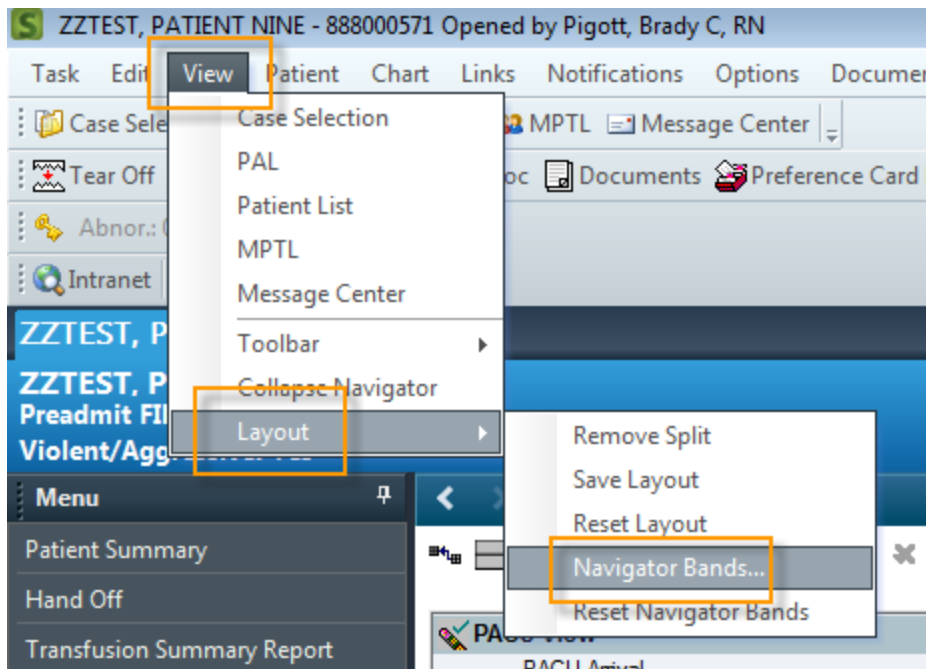 S ZZTEST, PATIENT NINE - 888000571 Opened by Pigott, Brady C, RN
Task Edit View Patient Chart Links Notifications Options
Case Selection
PAL
Patient List
MPTL
Message Center
Toolbar
Collapse Navigator
Layout
Case MPTL Message Center
Tear Off Documents Preference Card
Abnor.:
Intranet
ZZTEST,
ZZTEST,
Preadmit
Remove Split
Save Layout
Reset Layout
Navigator Bands...
Reset Navigator Bands
Menu
Patient Summary
Hand Off
Transfusion Summary Report